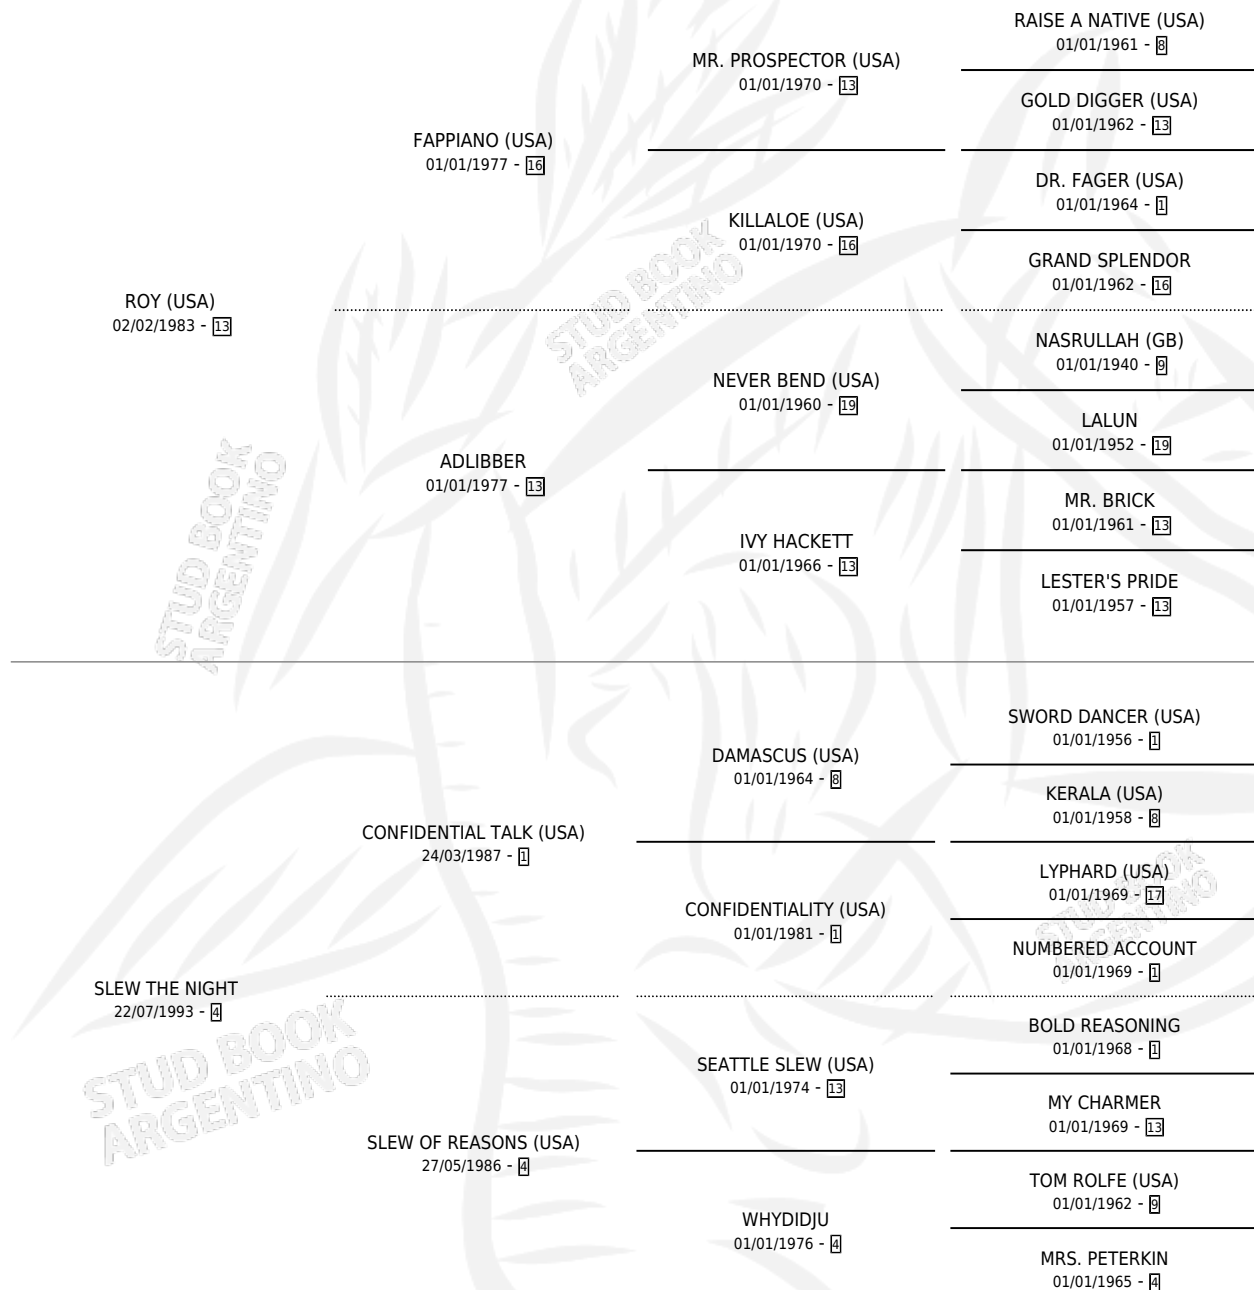 RAISE A NATIVE (USA)
01/01/1961 - 8
MR. PROSPECTOR (USA)
01/01/1970 - 13
GOLD DIGGER (USA)
01/01/1962 - 13
FAPPIANO (USA)
01/01/1977 - 16
DR. FAGER (USA)
01/01/1964 - 1
KILLALOE (USA)
01/01/1970 - 16
GRAND SPLENDOR
01/01/1962 - 16
ROY (USA)
02/02/1983 - 13
NASRULLAH (GB)
01/01/1940 - 9
NEVER BEND (USA)
01/01/1960 - 19
LALUN
01/01/1952 - 19
ADLIBBER
01/01/1977 - 13
MR. BRICK
01/01/1961 - 13
IVY HACKETT
01/01/1966 - 13
LESTER'S PRIDE
01/01/1957 - 13
SWORD DANCER (USA)
01/01/1956 - 1
DAMASCUS (USA)
01/01/1964 - 8
KERALA (USA)
01/01/1958 - 8
CONFIDENTIAL TALK (USA)
24/03/1987 - 1
LYPHARD (USA)
01/01/1969 - 17
CONFIDENTIALITY (USA)
01/01/1981 - 1
NUMBERED ACCOUNT
01/01/1969 - 1
SLEW THE NIGHT
22/07/1993 - 4
BOLD REASONING
01/01/1968 - 1
SEATTLE SLEW (USA)
01/01/1974 - 13
MY CHARMER
01/01/1969 - 13
SLEW OF REASONS (USA)
27/05/1986 - 4
TOM ROLFE (USA)
01/01/1962 - 9
WHYDIDJU
01/01/1976 - 4
MRS. PETERKIN
01/01/1965 - 4
STUD BOOK
ARGENTINO
STUD BOOK
ARGENTINO
STUD BOOK
ARGENTINO
STUD BOOK
ARGENTINO